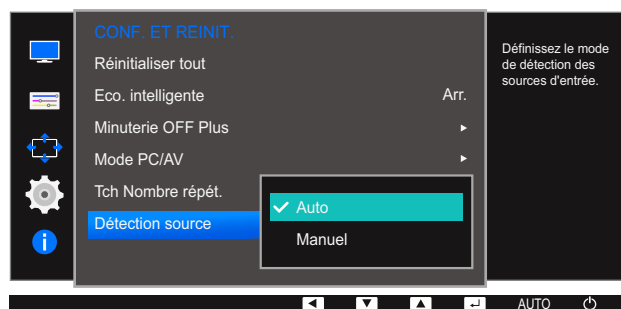 CONF. ET REINIT.
Réinitialiser tout
Eco. intelligente Arr.
Minuterie OFF Plus
Mode PC/AV
Tch Nombre répét.
Détection source
Auto
Manuel
Définissez le mode
de détection des
sources d'entrée.
AUTO